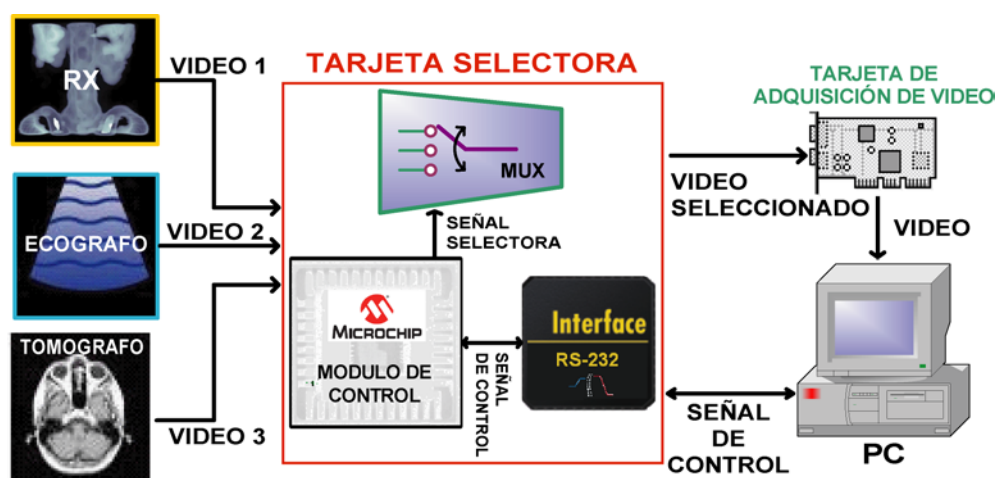 RX
VIDEO 1
ECOGRAFO
VIDEO 2
TOMOGRAFO
VIDEO 3
TARJETA SELECTORA
MUX
SEÑAL
SELECTORA
MICROCHIP
MODULO DE
CONTROL
SEÑAL
DE CONTROL
Interface
RS-232
TARJETA DE
ADQUISICIÓN DE VIDEO
VIDEO
SELECCIONADO
VIDEO
SEÑAL
DE
CONTROL
PC